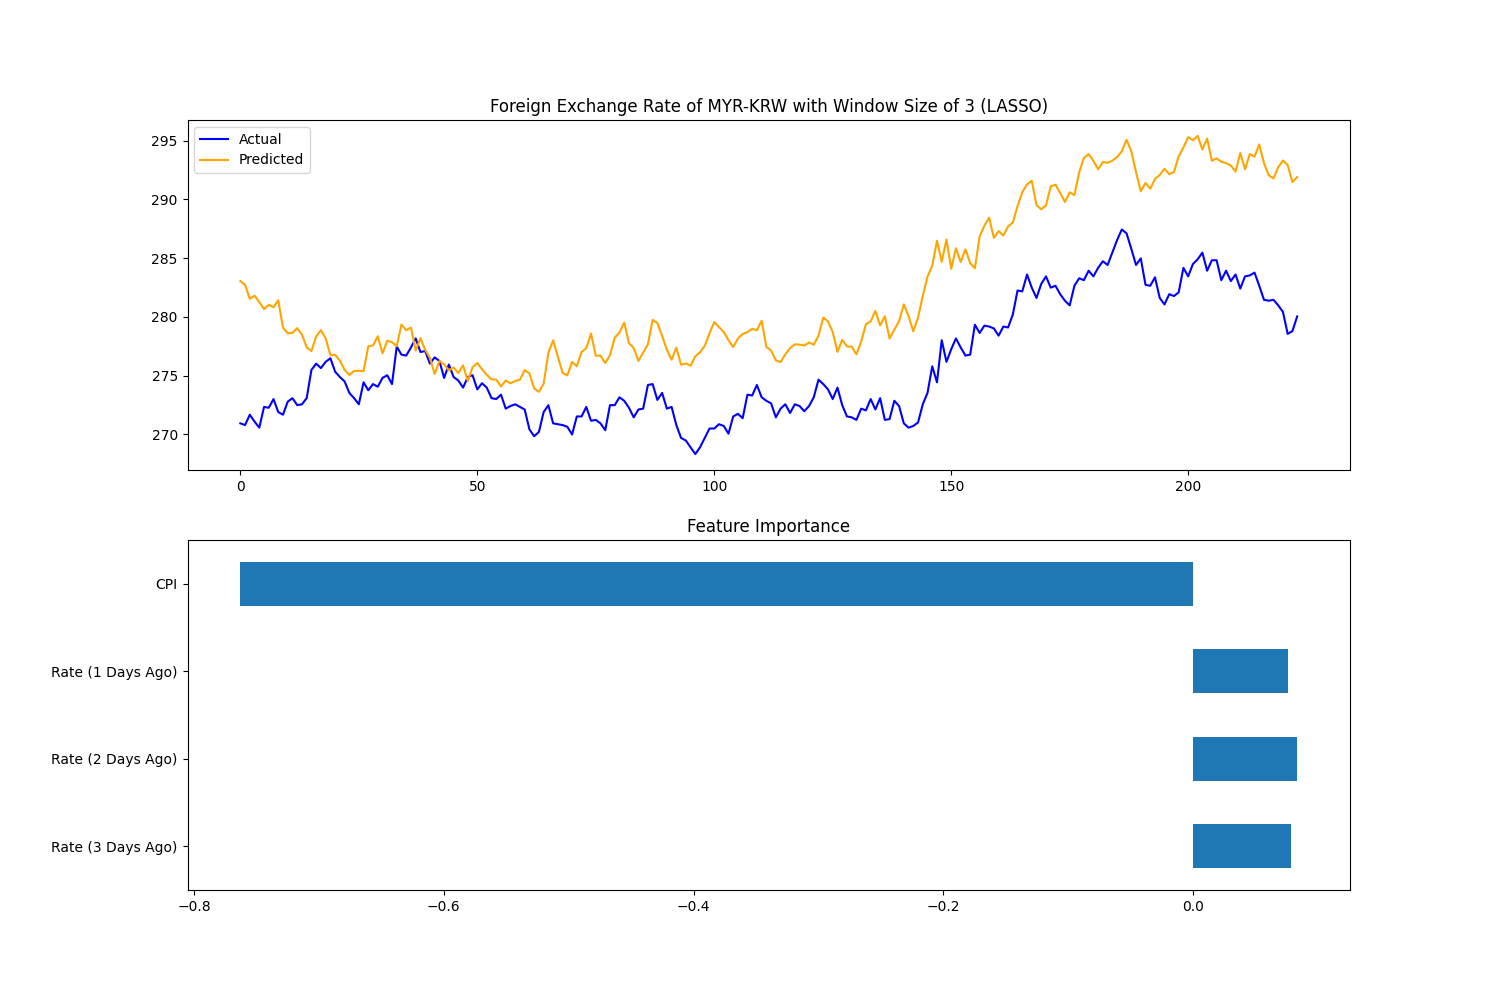 Foreign Exchange Rate of MYR-KRW with Window Size of 3 (LASSO)
Actual
Predicted
295
290
285
280
275
270
0 50 100 150 200
Feature Importance
CPI
Rate (1 Days Ago)
Rate (2 Days Ago)
Rate (3 Days Ago)
−0.8 −0.6 −0.4 −0.2 0.0